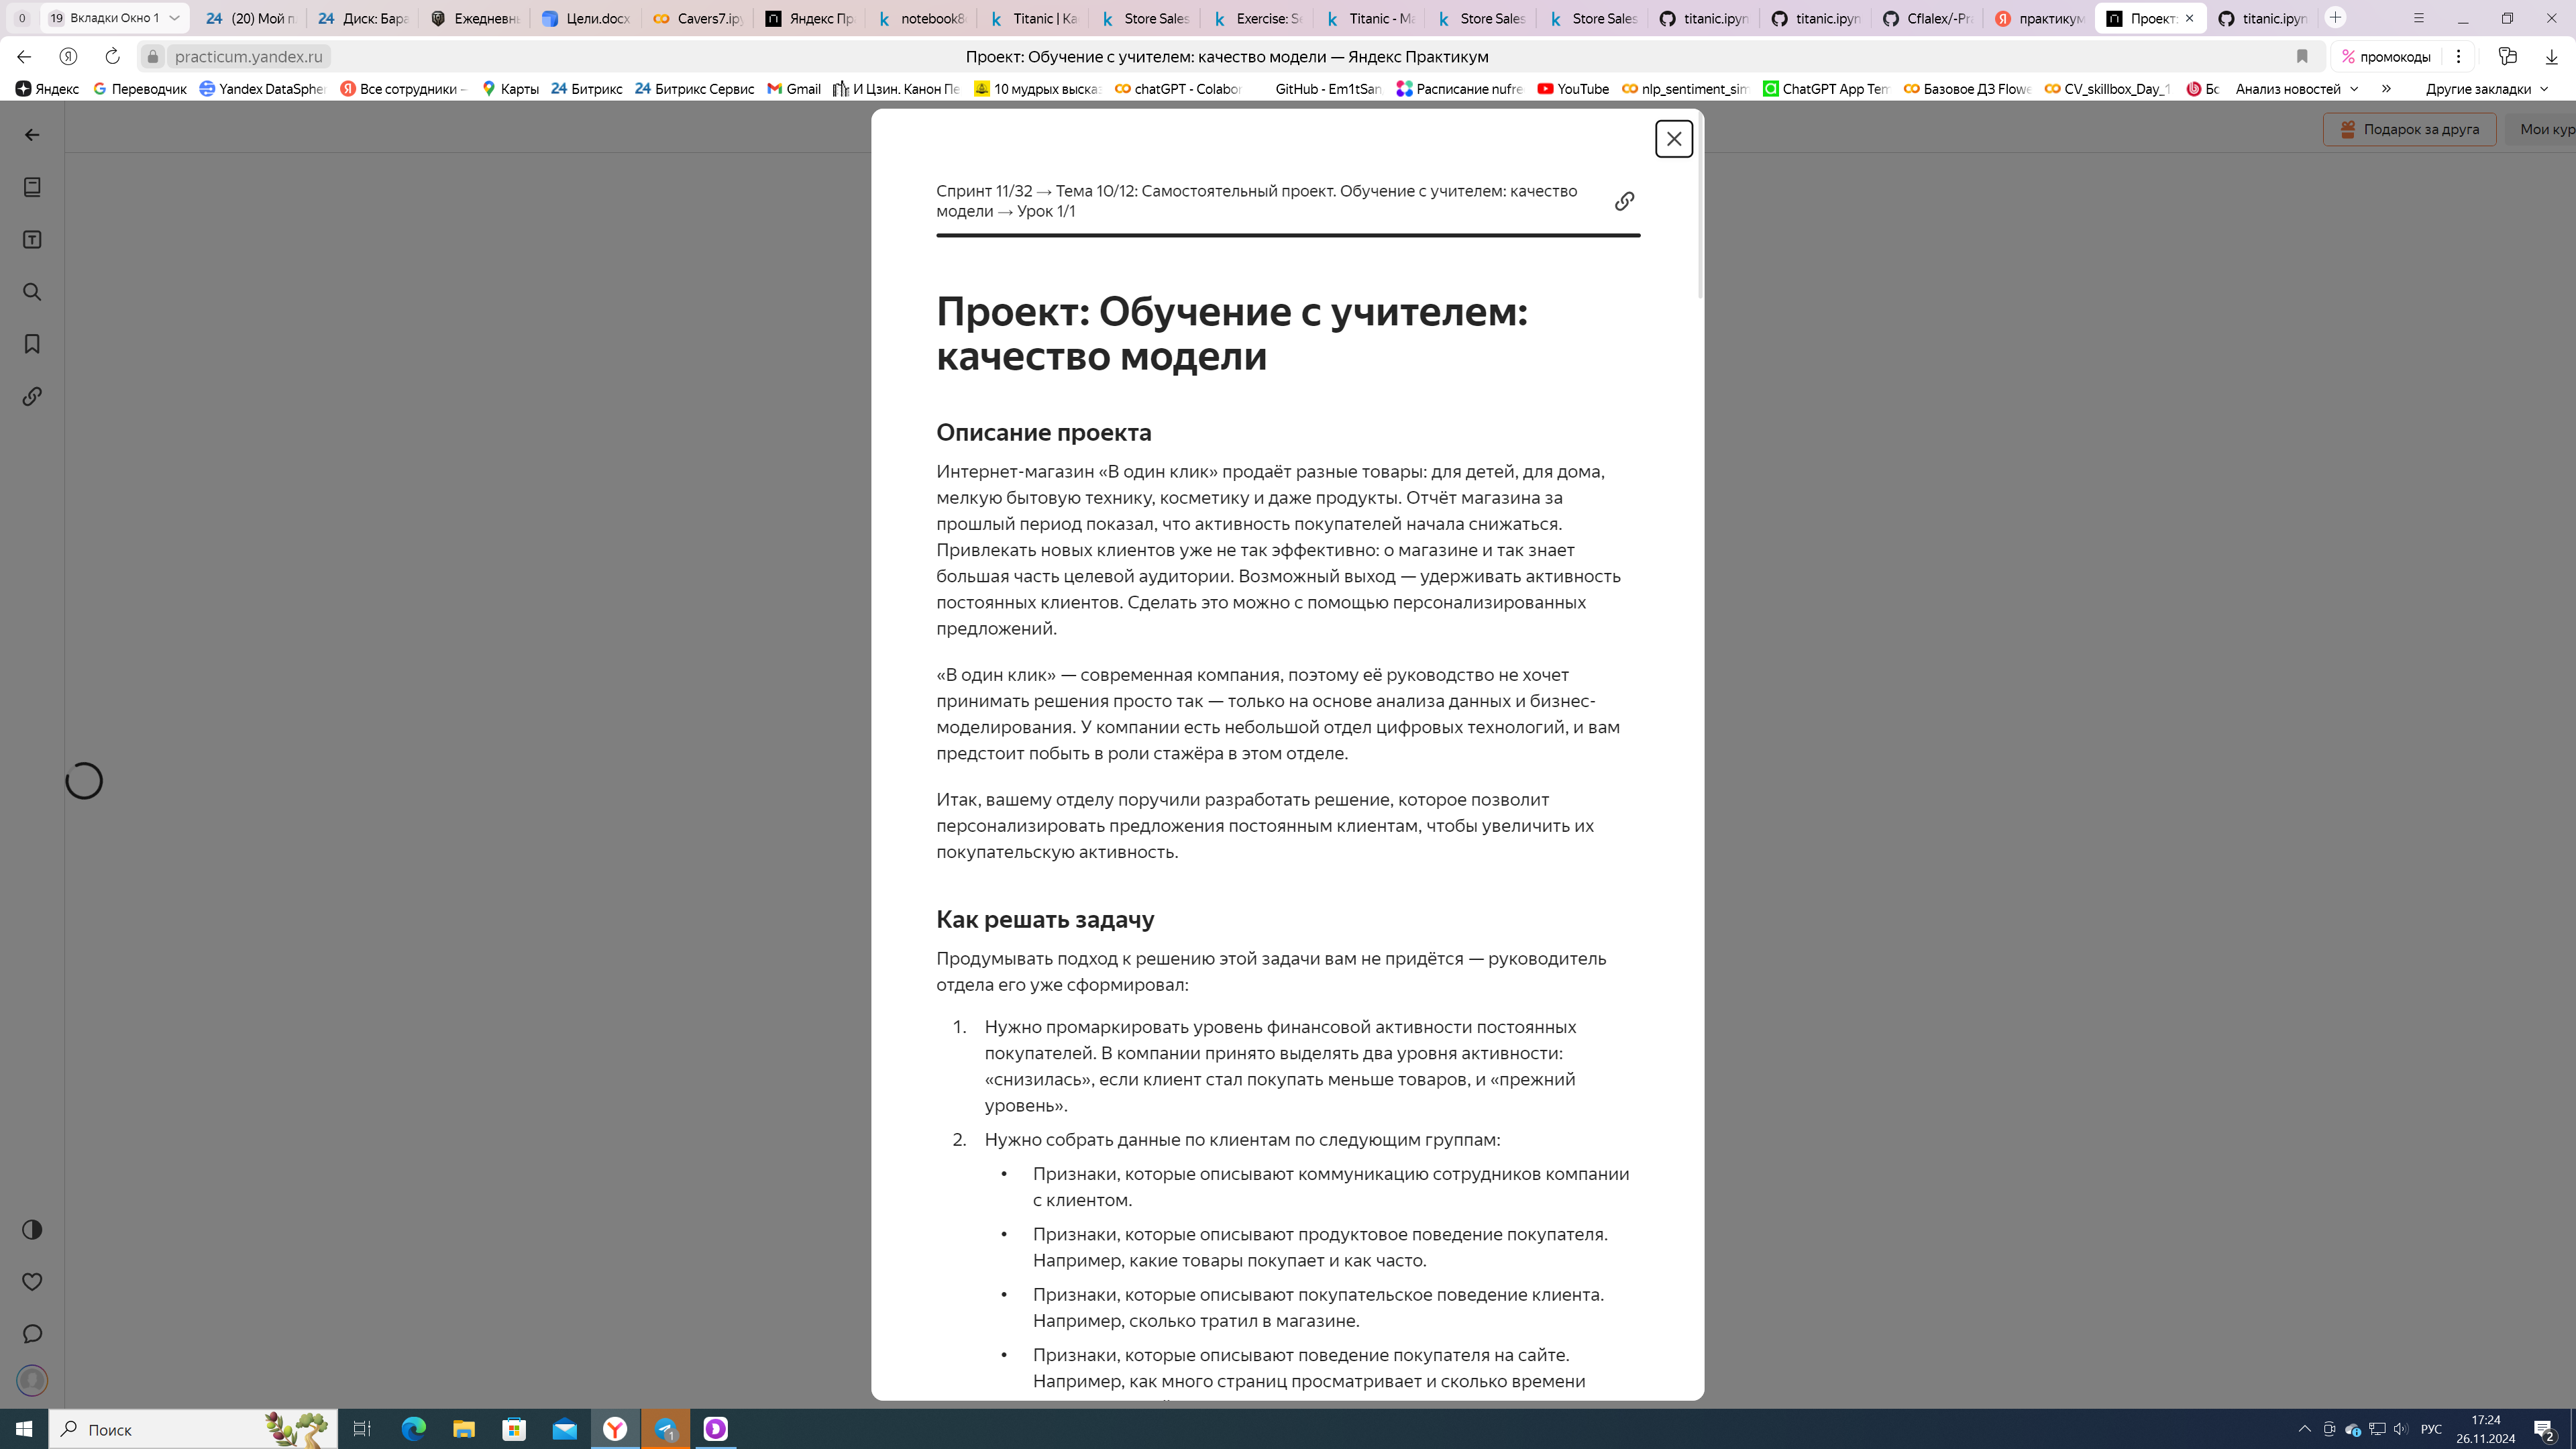 0
19 Вкладки Окно 1
(20) Мой п
Диск: Бара
Ежедневн
Цели.docx
Cavers7.ipy
Яндекс Пра
notebook8
Titanic | Ka
Store Sales
Exercise: Se
Titanic - Ma
Store Sales
Store Sales
titanic.ipyn
titanic.ipyn
Cflalex/-Pra
практикум
Проект:
titanic.ipyn
practicum.yandex.ru
Проект: Обучение с учителем: качество модели — Яндекс Практикум
промокоды
Яндекс
Переводчик
Yandex DataSpher
Все сотрудники –
Карты
24 Битрикс
24 Битрикс Сервис
Gmail
И Цзин. Канон Пе
10 мудрых выска
chatGPT - Colabor
GitHub - Em1tSan
Расписание nufre
YouTube
nlp_sentiment_sim
ChatGPT App Tem
Базовое ДЗ Flowe
CV_skillbox_Day_1
Бс
Анализ новостей
»
Другие закладки
Подарок за друга
Мои кур
Спринт 11/32 → Тема 10/12: Самостоятельный проект. Обучение с учителем: качество
модели → Урок 1/1
Проект: Обучение с учителем:
качество модели
Описание проекта
Интернет-магазин «В один клик» продаёт разные товары: для детей, для дома,
мелкую бытовую технику, косметику и даже продукты. Отчёт магазина за
прошлый период показал, что активность покупателей начала снижаться.
Привлекать новых клиентов уже не так эффективно: о магазине и так знает
большая часть целевой аудитории. Возможный выход — удерживать активность
постоянных клиентов. Сделать это можно с помощью персонализированных
предложений.
«В один клик» — современная компания, поэтому её руководство не хочет
принимать решения просто так — только на основе анализа данных и бизнес-
моделирования. У компании есть небольшой отдел цифровых технологий, и вам
предстоит побыть в роли стажёра в этом отделе.
Итак, вашему отделу поручили разработать решение, которое позволит
персонализировать предложения постоянным клиентам, чтобы увеличить их
покупательскую активность.
Как решать задачу
Продумывать подход к решению этой задачи вам не придётся — руководитель
отдела его уже сформировал:
1. Нужно промаркировать уровень финансовой активности постоянных
покупателей. В компании принято выделять два уровня активности:
«снизилась», если клиент стал покупать меньше товаров, и «прежний
уровень».
2. Нужно собрать данные по клиентам по следующим группам:
• Признаки, которые описывают коммуникацию сотрудников компании
с клиентом.
• Признаки, которые описывают продуктовое поведение покупателя.
Например, какие товары покупает и как часто.
• Признаки, которые описывают покупательское поведение клиента.
Например, сколько тратил в магазине.
• Признаки, которые описывают поведение покупателя на сайте.
Например, как много страниц просматривает и сколько времени
Поиск
1
РУС
17:24
26.11.2024
2